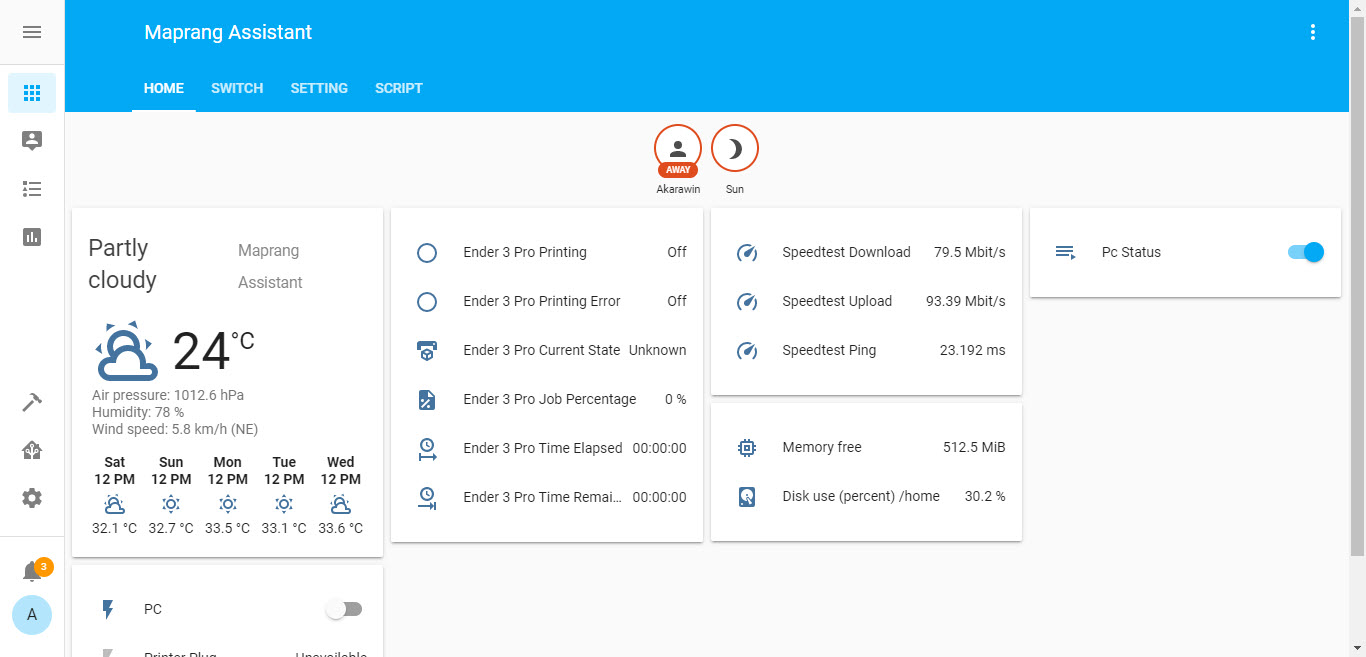 Maprang Assistant
HOME SWITCH SETTING SCRIPT
AWAY
Akarawin Sun
Partly cloudy
Maprang Assistant
24 °C
Air pressure: 1012.6 hPa
Humidity: 78 %
Wind speed: 5.8 km/h (NE)
Sat Sun Mon Tue Wed
12 PM 12 PM 12 PM 12 PM 12 PM
32.1 °C 32.7 °C 33.5 °C 33.1 °C 33.6 °C
PC
Printer Plug Unavailable
Ender 3 Pro Printing Off
Ender 3 Pro Printing Error Off
Ender 3 Pro Current State Unknown
Ender 3 Pro Job Percentage 0 %
Ender 3 Pro Time Elapsed 00:00:00
Ender 3 Pro Time Remai... 00:00:00
Speedtest Download 79.5 Mbit/s
Speedtest Upload 93.39 Mbit/s
Speedtest Ping 23.192 ms
Memory free 512.5 MiB
Disk use (percent) /home 30.2 %
Pc Status
3
A